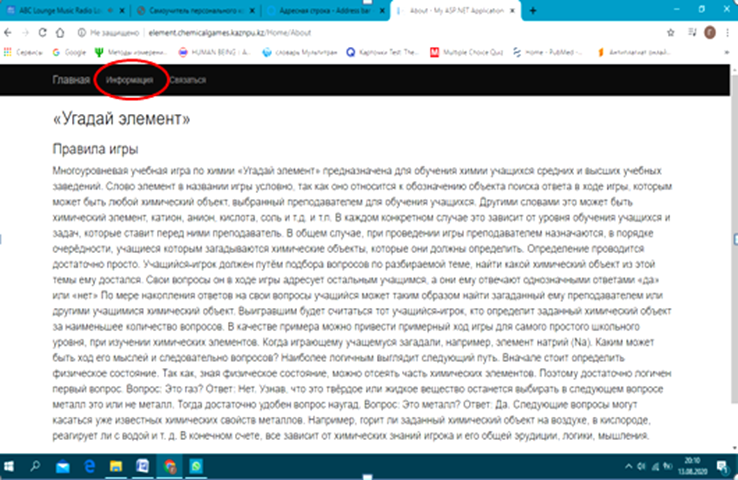 ABC Lounge Music Radio Lo
Самоучитель персонального к
Адресная строка – Address bar
About - My ASP.NET Application
Не защищено | element.chemicalgames.kaznpu.kz/Home/About
Сервисы G Google Методы измерени... HUMAN BEING : A... словарь Мультитран Карточки Test: The... Multiple Choice Quiz Home - PubMed -... Антиплагиат онлай...
Главная Информация Связаться
«Угадай элемент»
Правила игры
Многоуровневая учебная игра по химии «Угадай элемент» предназначена для обучения химии учащихся средних и высших учебных
заведений. Слово элемент в названии игры условно, так как оно относится к обозначению объекта поиска ответа в ходе игры, которым
может быть любой химический объект, выбранный преподавателем для обучения учащихся. Другими словами это может быть
химический элемент, катион, анион, кислота, соль и т.д. и т.п. В каждом конкретном случае это зависит от уровня обучения учащихся и
задач, которые ставит перед ними преподаватель. В общем случае, при проведении игры преподавателем назначаются, в порядке
очерёдности, учащиеся которым загадываются химические объекты, которые они должны определить. Определение проводится
достаточно просто. Учащийся-игрок должен путём подбора вопросов по разбираемой теме, найти какой химический объект из этой
темы ему достался. Свои вопросы он в ходе игры адресует остальным учащимся, а они ему отвечают однозначными ответами «да»
или «нет» По мере накопления ответов на свои вопросы учащийся может таким образом найти загаданный ему преподавателем или
другими учащимися химический объект. Выигравшим будет считаться тот учащийся-игрок, кто определит заданный химический объект
за наименьшее количество вопросов. В качестве примера можно привести примерный ход игры для самого простого школьного
уровня, при изучении химических элементов. Когда играющему учащемуся загадали, например, элемент натрий (Na). Каким может
быть ход его мыслей и следовательно вопросов? Наиболее логичным выглядит следующий путь. Вначале стоит определить
физическое состояние. Так как, зная физическое состояние, можно отсеять часть химических элементов. Поэтому достаточно логичен
первый вопрос. Вопрос: Это газ? Ответ: Нет. Узнав, что это твёрдое или жидкое вещество останется выбирать в следующем вопросе
металл это или не металл. Тогда достаточно удобен вопрос наугад. Вопрос: Это металл? Ответ: Да. Следующие вопросы могут
касаться уже известных химических свойств металлов. Например, горит ли заданный химический объект на воздухе, в кислороде,
реагирует ли с водой и т. д. В конечном счете, все зависит от химических знаний игрока и его общей эрудиции, логики, мышления.
20:10
13.08.2020